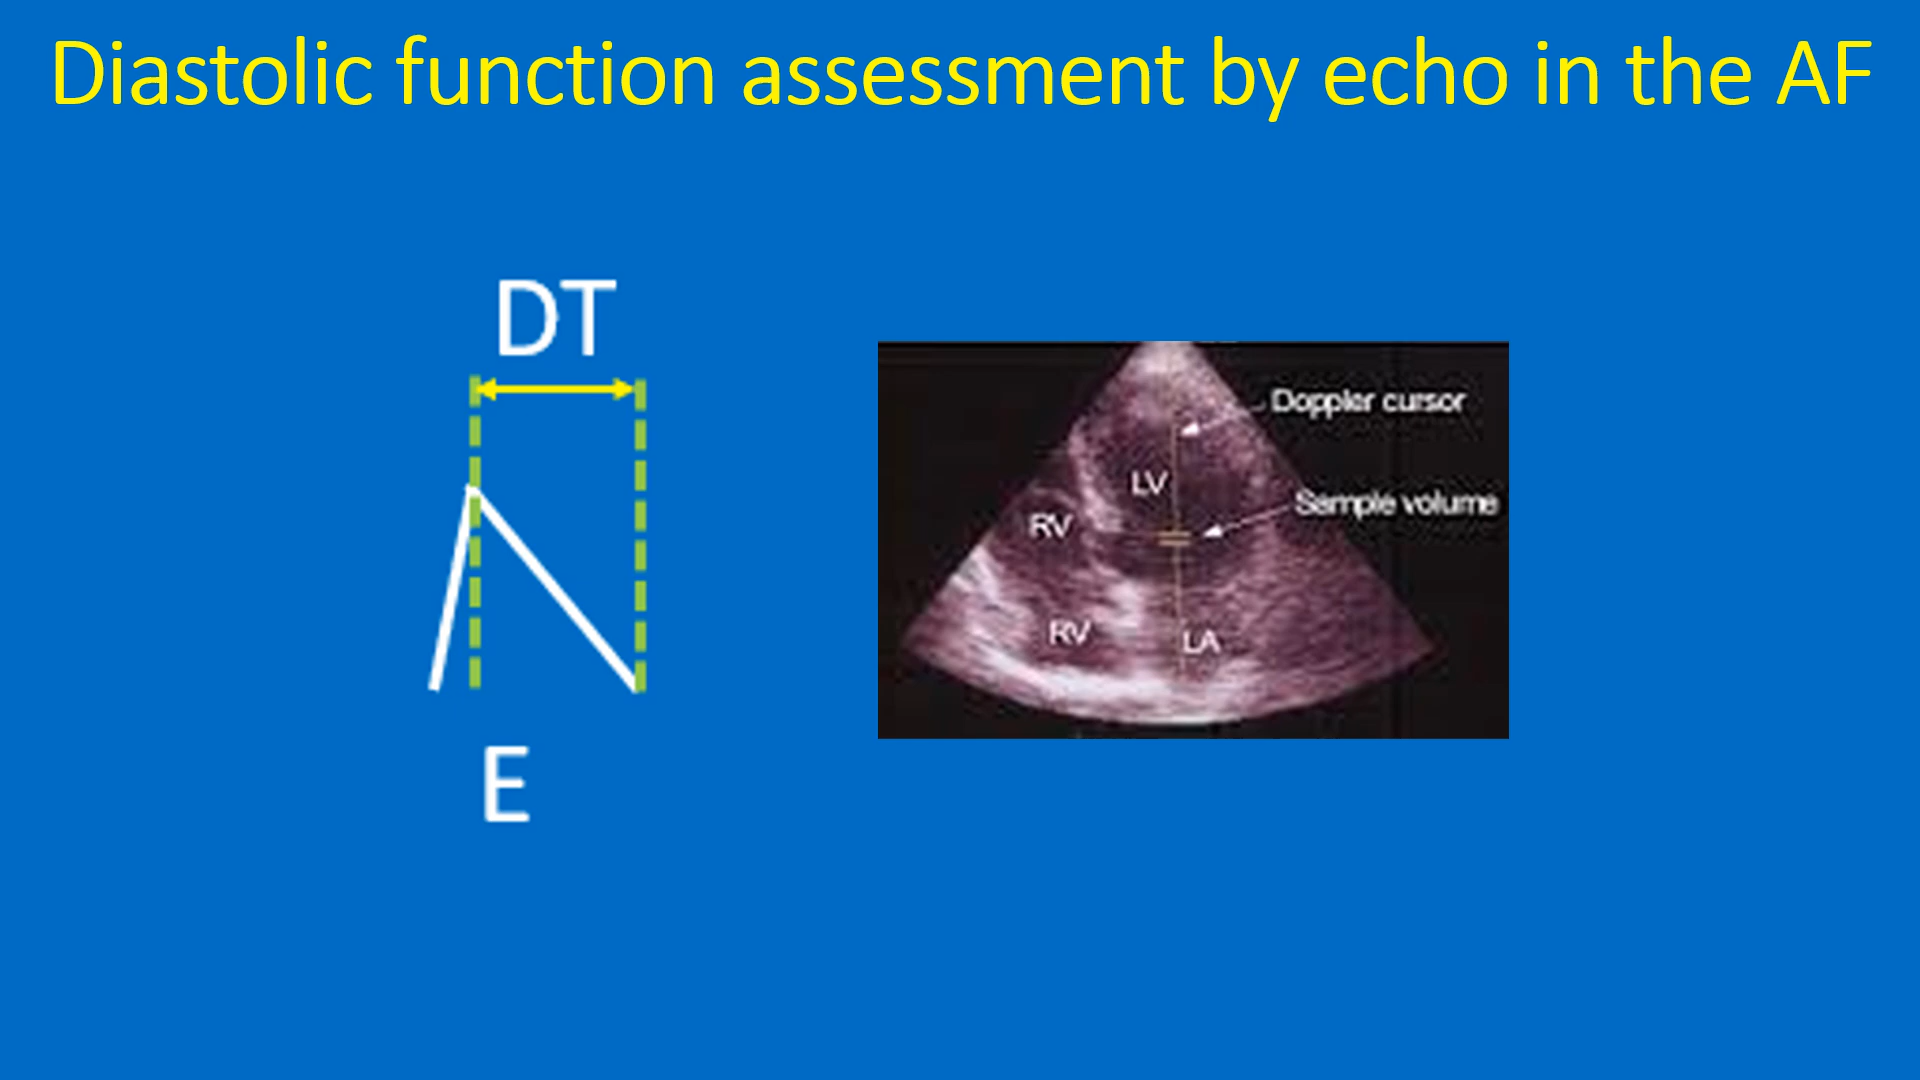 Diastolic function assessment by echo in the AF
DT
E
Doppler cursor
LV
Sample volume
RV
RV
LA